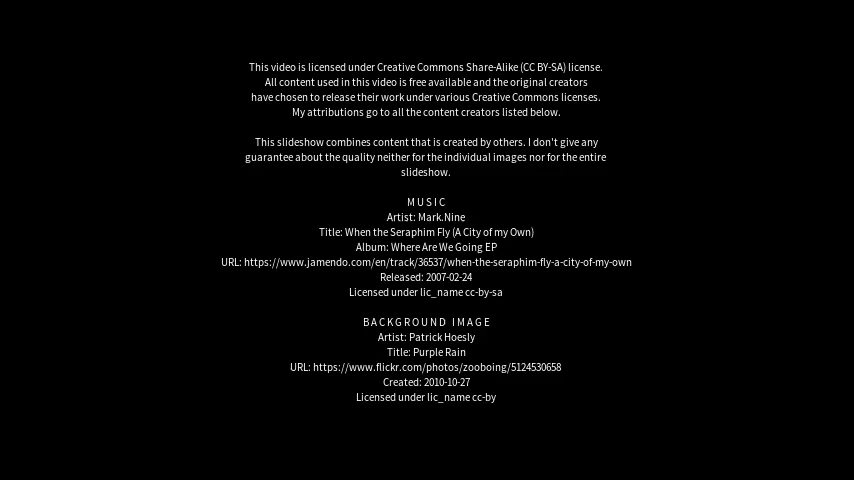 This video is licensed under Creative Commons Share-Alike (CC BY-SA) license.
All content used in this video is free available and the original creators
have chosen to release their work under various Creative Commons licenses.
My attributions go to all the content creators listed below.
This slideshow combines content that is created by others. I don't give any
guarantee about the quality neither for the individual images nor for the entire
slideshow.
MUSIC
Artist: Mark.Nine
Title: When the Seraphim Fly (A City of my Own)
Album: Where Are We Going EP
URL: https://www.jamendo.com/en/track/36537/when-the-seraphim-fly-a-city-of-my-own
Released: 2007-02-24
Licensed under lic_name cc-by-sa
BACKGROUND IMAGE
Artist: Patrick Hoesly
Title: Purple Rain
URL: https://www.flickr.com/photos/zooboing/5124530658
Created: 2010-10-27
Licensed under lic_name cc-by